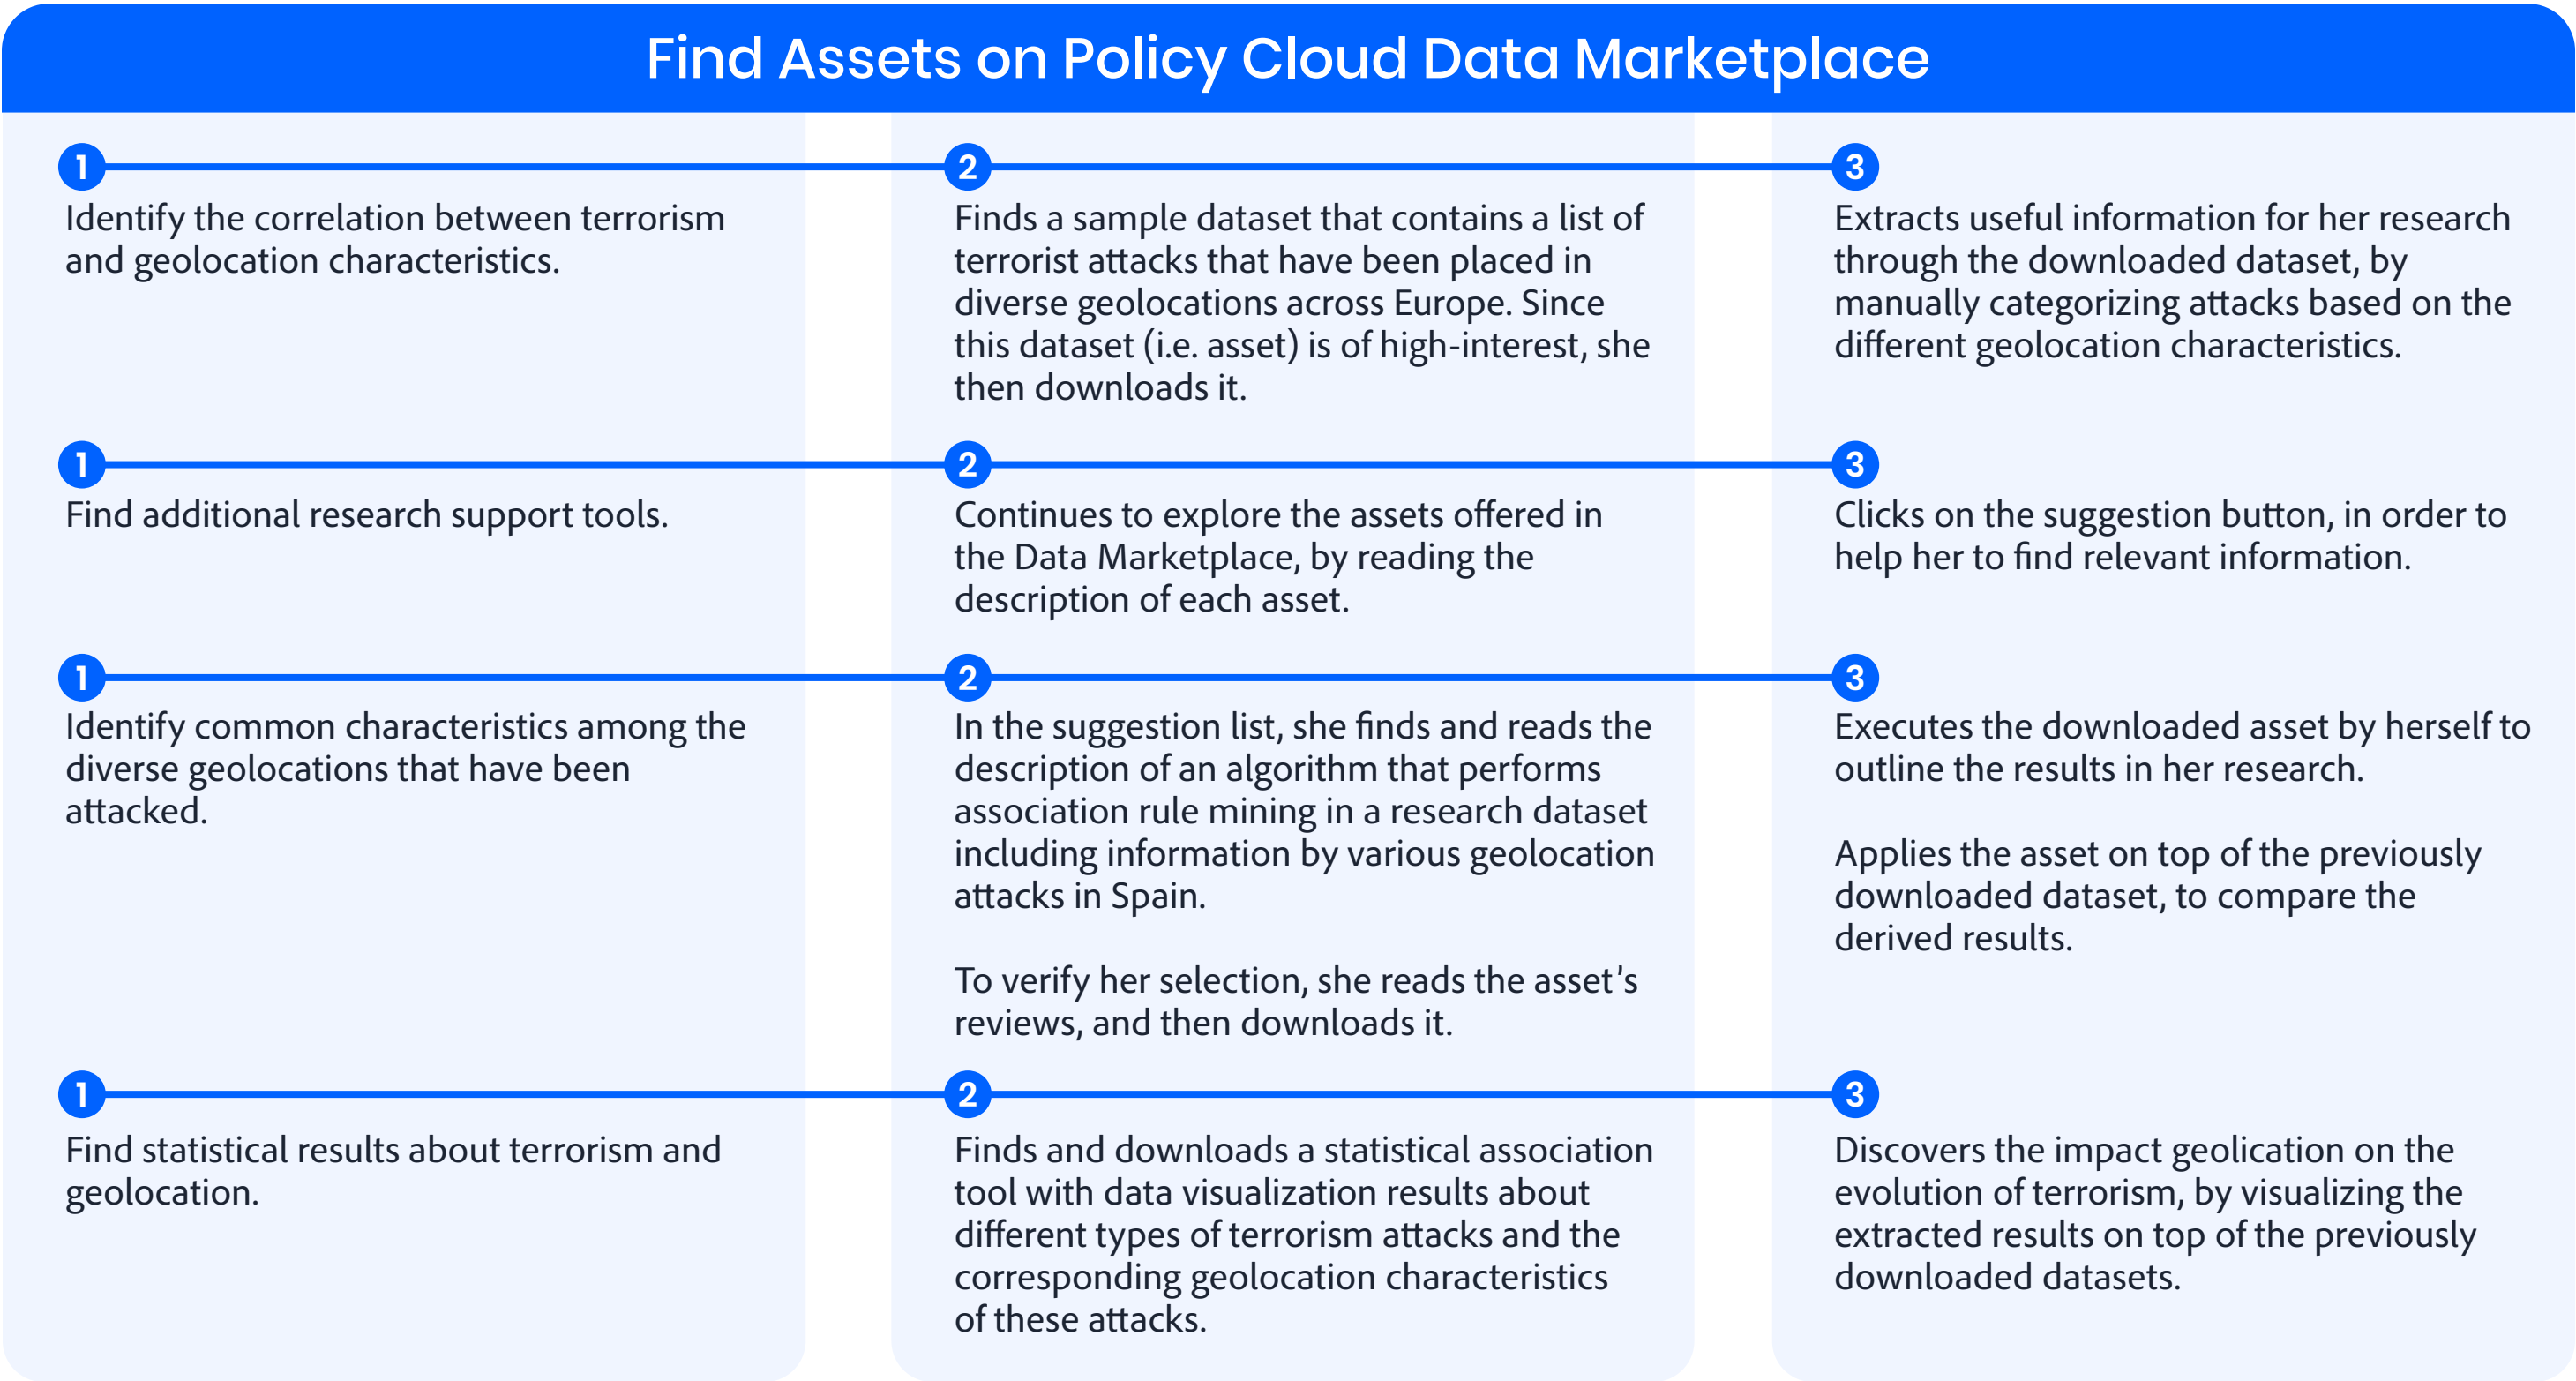 Find Assets on Policy Cloud Data Marketplace
1
Identify the correlation between terrorism
and geolocation characteristics.
2
Finds a sample dataset that contains a list of
terrorist attacks that have been placed in
diverse geolocations across Europe. Since
this dataset (i.e. asset) is of high-interest, she
then downloads it.
3
Extracts useful information for her research
through the downloaded dataset, by
manually categorizing attacks based on the
different geolocation characteristics.
1
Find additional research support tools.
2
Continues to explore the assets offered in
the Data Marketplace, by reading the
description of each asset.
3
Clicks on the suggestion button, in order to
help her to find relevant information.
1
Identify common characteristics among the
diverse geolocations that have been
attacked.
2
In the suggestion list, she finds and reads the
description of an algorithm that performs
association rule mining in a research dataset
including information by various geolocation
attacks in Spain.
To verify her selection, she reads the asset's
reviews, and then downloads it.
3
Executes the downloaded asset by herself to
outline the results in her research.
Applies the asset on top of the previously
downloaded dataset, to compare the
derived results.
1
Find statistical results about terrorism and
geolocation.
2
Finds and downloads a statistical association
tool with data visualization results about
different types of terrorism attacks and the
corresponding geolocation characteristics
of these attacks.
3
Discovers the impact geolication on the
evolution of terrorism, by visualizing the
extracted results on top of the previously
downloaded datasets.